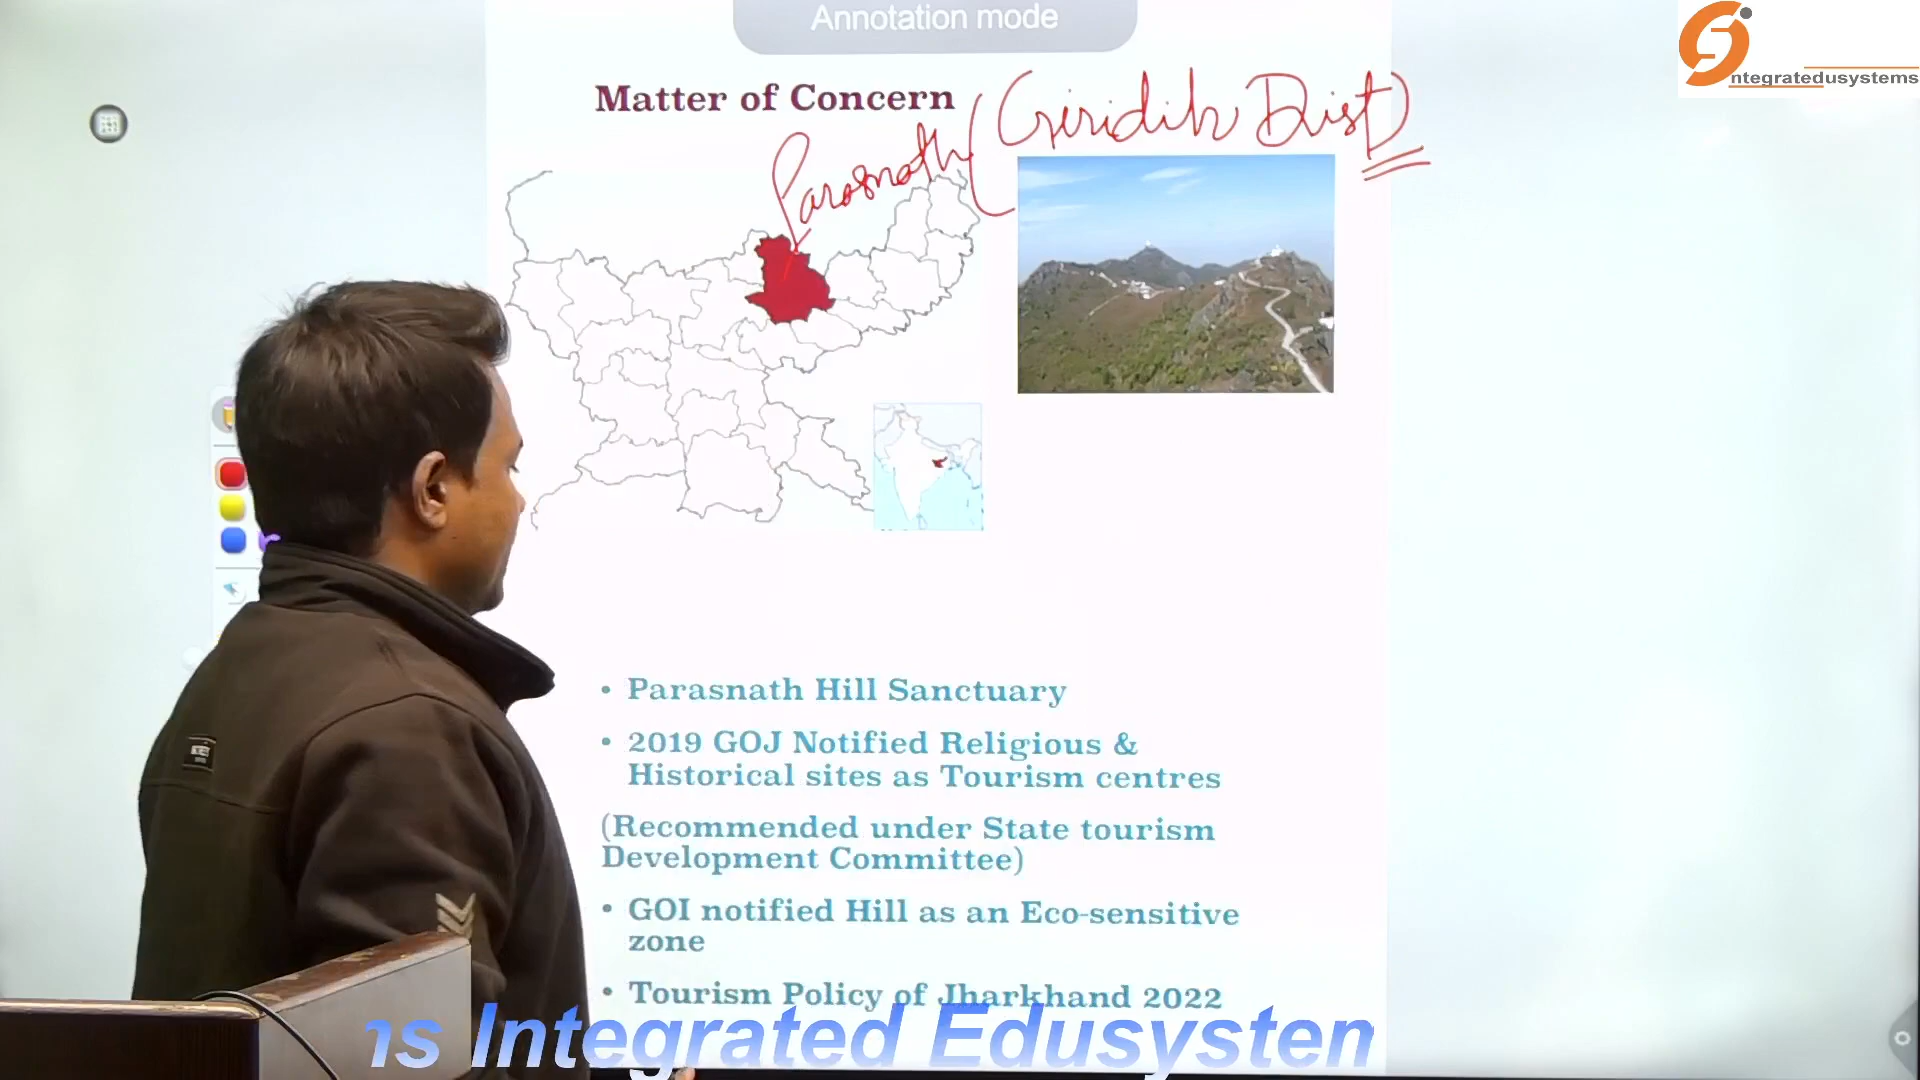 Annotation mode
ntegratedusystems
Matter of Concern
Parasnath (Giridih Dist)
• Parasnath Hill Sanctuary
• 2019 GOJ Notified Religious &
Historical sites as Tourism centres
(Recommended under State tourism
Development Committee)
• GOI notified Hill as an Eco-sensitive
zone
• Tourism Policy of Jharkhand 2022
ns Integrated Edusysten